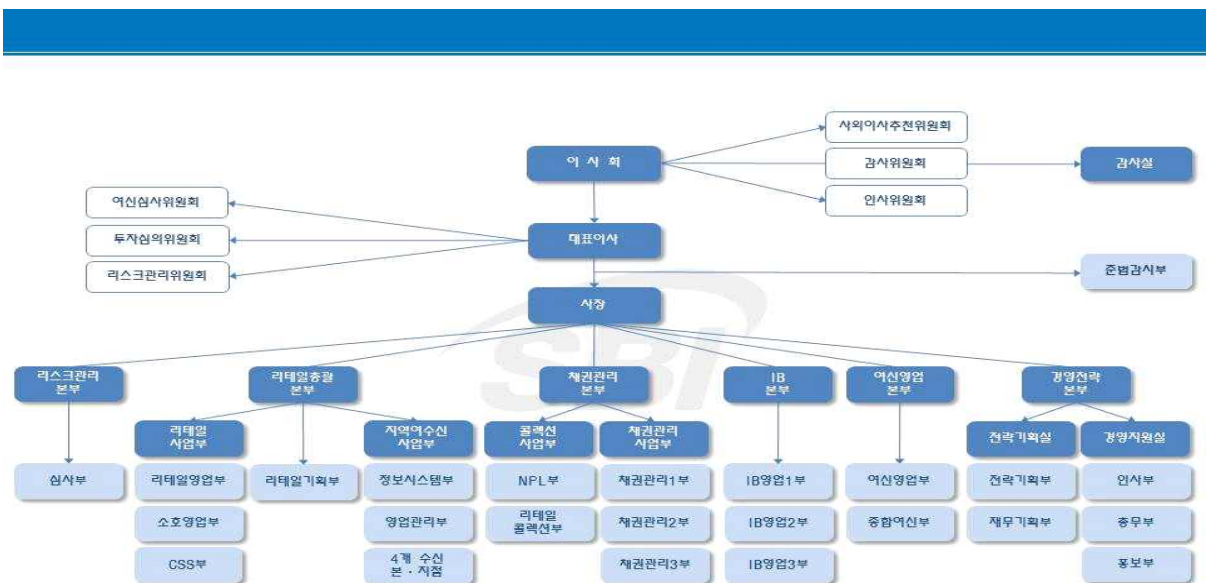 사외이사추천위원회
이 사 회
감사위원회
감사실
여신심사위원회
인사위원회
투자심의위원회
대표이사
리스크관리위원회
준법감시부
사장
SBI
리스크관리
본부
리테일총괄
본부
채권관리
본부
IB
본부
여신영업
본부
경영전략
본부
리테일
사업부
지역여수신
사업부
콜렉션
사업부
채권관리
사업부
전략기획실
경영지원실
심사부
리테일영업부
리테일기획부
정보시스템부
NPL부
채권관리1부
IB영업1부
여신영업부
전략기획부
인사부
소호영업부
영업관리부
리테일
콜렉션부
채권관리2부
IB영업2부
종합여신부
재무기획부
총무부
CSS부
4개 수신
본·지점
채권관리3부
IB영업3부
홍보부